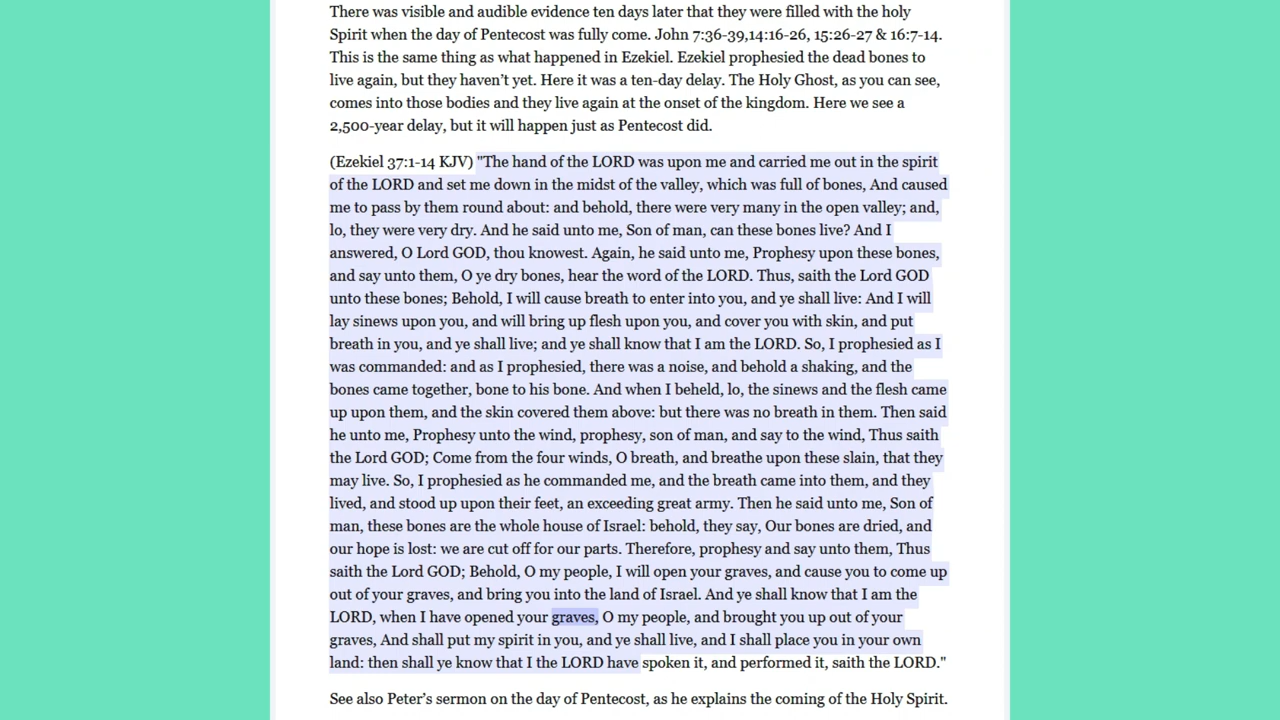 There was visible and audible evidence ten days later that they were filled with the holy
Spirit when the day of Pentecost was fully come. John 7:36-39,14:16-26, 15:26-27 & 16:7-14.
This is the same thing as what happened in Ezekiel. Ezekiel prophesied the dead bones to
live again, but they haven’t yet. Here it was a ten-day delay. The Holy Ghost, as you can see,
comes into those bodies and they live again at the onset of the kingdom. Here we see a
2,500-year delay, but it will happen just as Pentecost did.
(Ezekiel 37:1-14 KJV) "The hand of the LORD was upon me and carried me out in the spirit
of the LORD and set me down in the midst of the valley, which was full of bones, And caused
me to pass by them round about: and behold, there were very many in the open valley; and,
lo, they were very dry. And he said unto me, Son of man, can these bones live? And I
answered, O Lord GOD, thou knowest. Again, he said unto me, Prophesy upon these bones,
and say unto them, O ye dry bones, hear the word of the LORD. Thus, saith the Lord GOD
unto these bones; Behold, I will cause breath to enter into you, and ye shall live: And I will
lay sinews upon you, and will bring up flesh upon you, and cover you with skin, and put
breath in you, and ye shall live; and ye shall know that I am the LORD. So, I prophesied as I
was commanded: and as I prophesied, there was a noise, and behold a shaking, and the
bones came together, bone to his bone. And when I beheld, lo, the sinews and the flesh came
up upon them, and the skin covered them above: but there was no breath in them. Then said
he unto me, Prophesy unto the wind, prophesy, son of man, and say to the wind, Thus saith
the Lord GOD; Come from the four winds, O breath, and breathe upon these slain, that they
may live. So, I prophesied as he commanded me, and the breath came into them, and they
lived, and stood up upon their feet, an exceeding great army. Then he said unto me, Son of
man, these bones are the whole house of Israel: behold, they say, Our bones are dried, and
our hope is lost: we are cut off for our parts. Therefore, prophesy and say unto them, Thus
saith the Lord GOD; Behold, O my people, I will open your graves, and cause you to come up
out of your graves, and bring you into the land of Israel. And ye shall know that I am the
LORD, when I have opened your graves, O my people, and brought you up out of your
graves, And shall put my spirit in you, and ye shall live, and I shall place you in your own
land: then shall ye know that I the LORD have spoken it, and performed it, saith the LORD."
See also Peter’s sermon on the day of Pentecost, as he explains the coming of the Holy Spirit.